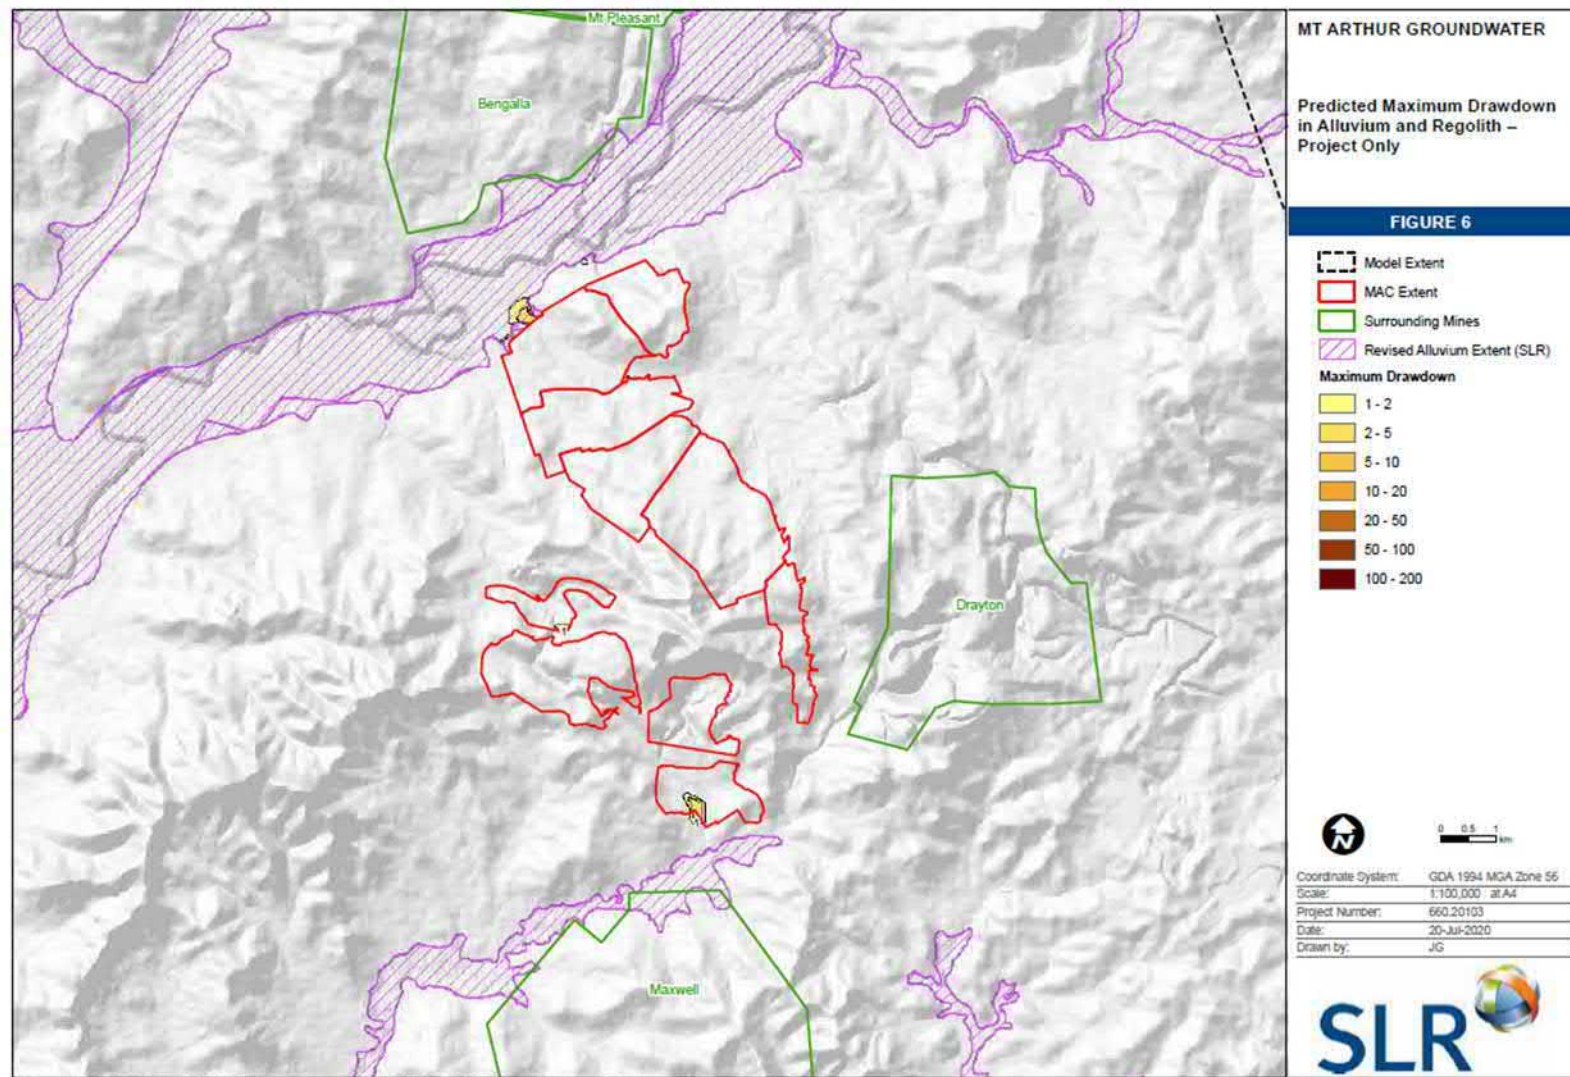 Mt Pleasant
Bengalla
Drayton
Maxwell
MT ARTHUR GROUNDWATER
Predicted Maximum Drawdown
in Alluvium and Regolith –
Project Only
FIGURE 6
Model Extent
MAC Extent
Surrounding Mines
Revised Alluvium Extent (SLR)
Maximum Drawdown
1 - 2
2 - 5
5 - 10
10 - 20
20 - 50
50 - 100
100 - 200
N
0 0.5 1
km
Coordinate System: GDA 1994 MGA Zone 56
Scale: 1:100,000 at A4
Project Number: 660.20103
Date: 20-Jul-2020
Drawn by: JG
SLR